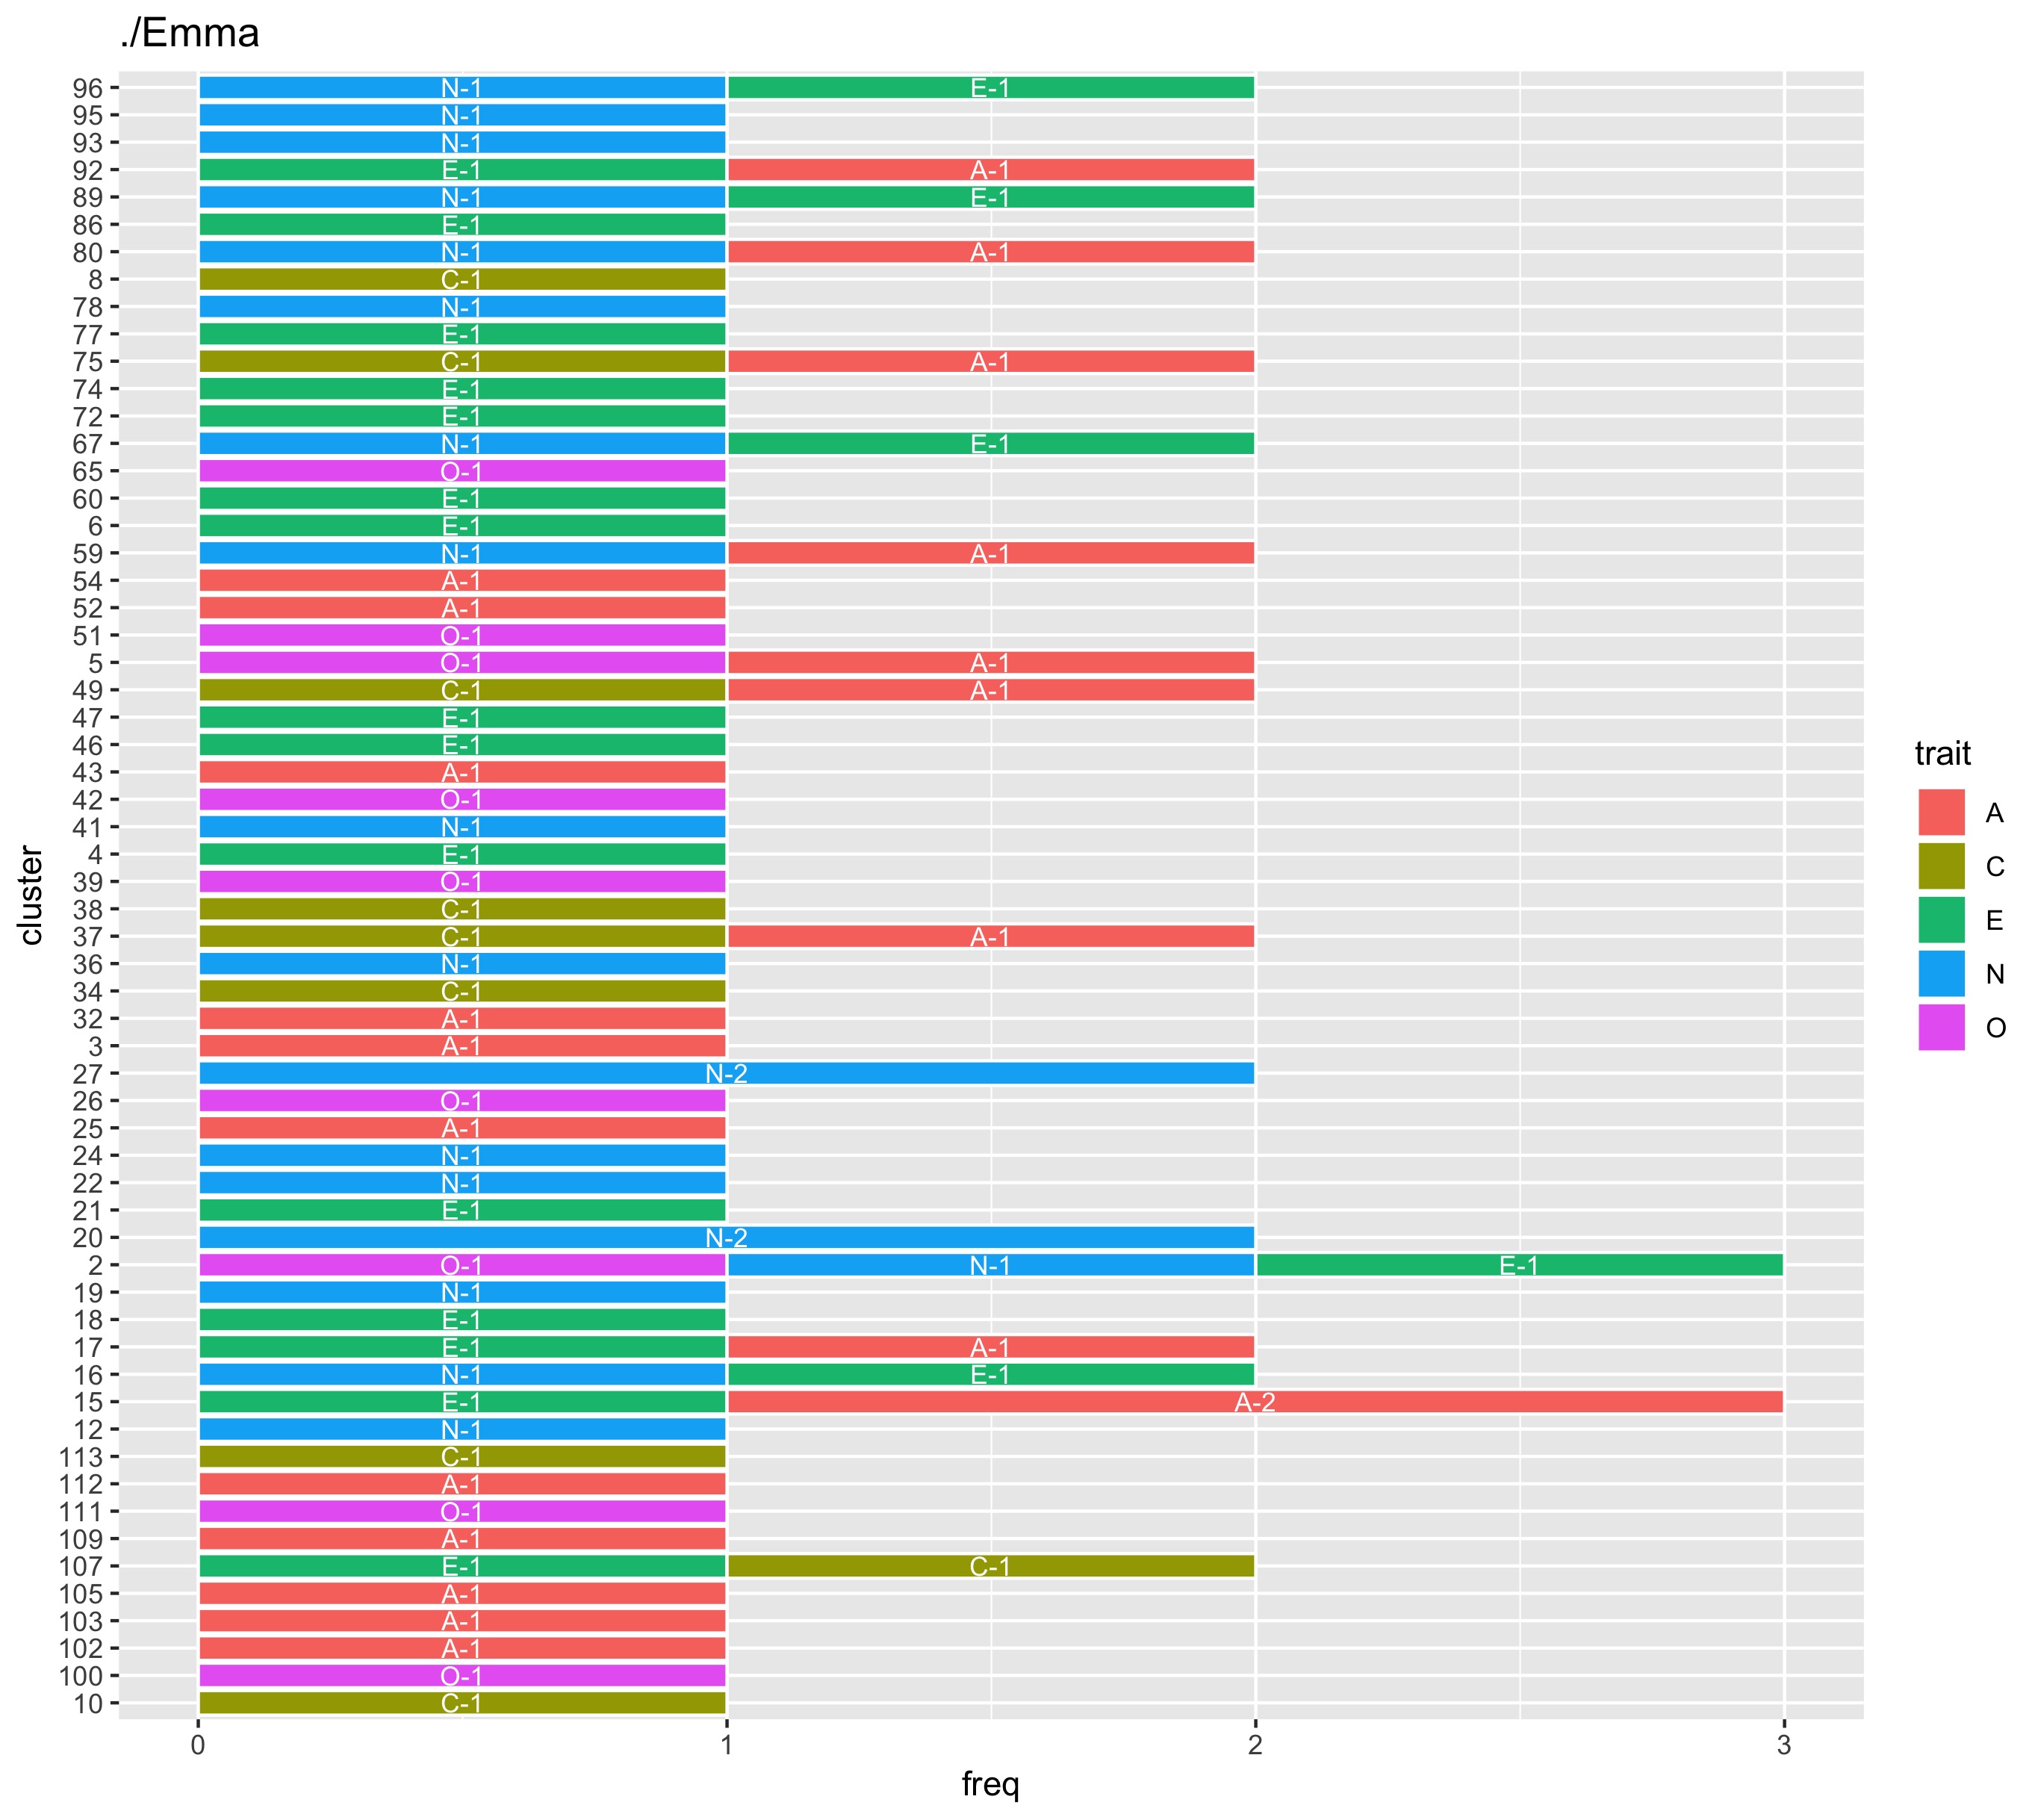 ./Emma
96 N-1 E-1
95 N-1
93 N-1
92 E-1 A-1
89 N-1 E-1
86 E-1
80 N-1 A-1
8 C-1
78 N-1
77 E-1
75 C-1 A-1
74 E-1
72 E-1
67 N-1 E-1
65 O-1
60 E-1
6 E-1
59 N-1 A-1
54 A-1
52 A-1
51 O-1
5 O-1 A-1
49 C-1 A-1
47 E-1
46 E-1
43 A-1
42 O-1
41 N-1
4 E-1
39 O-1
38 C-1
37 C-1 A-1
36 N-1
34 C-1
32 A-1
3 A-1
27 N-2
26 O-1
25 A-1
24 N-1
22 N-1
21 E-1
20 N-2
2 O-1 N-1 E-1
19 N-1
18 E-1
17 E-1 A-1
16 N-1 E-1
15 E-1 A-2
12 N-1
113 C-1
112 A-1
111 O-1
109 A-1
107 E-1 C-1
105 A-1
103 A-1
102 A-1
100 O-1
10 C-1
0 1 2 3
freq
cluster
trait
A
C
E
N
O